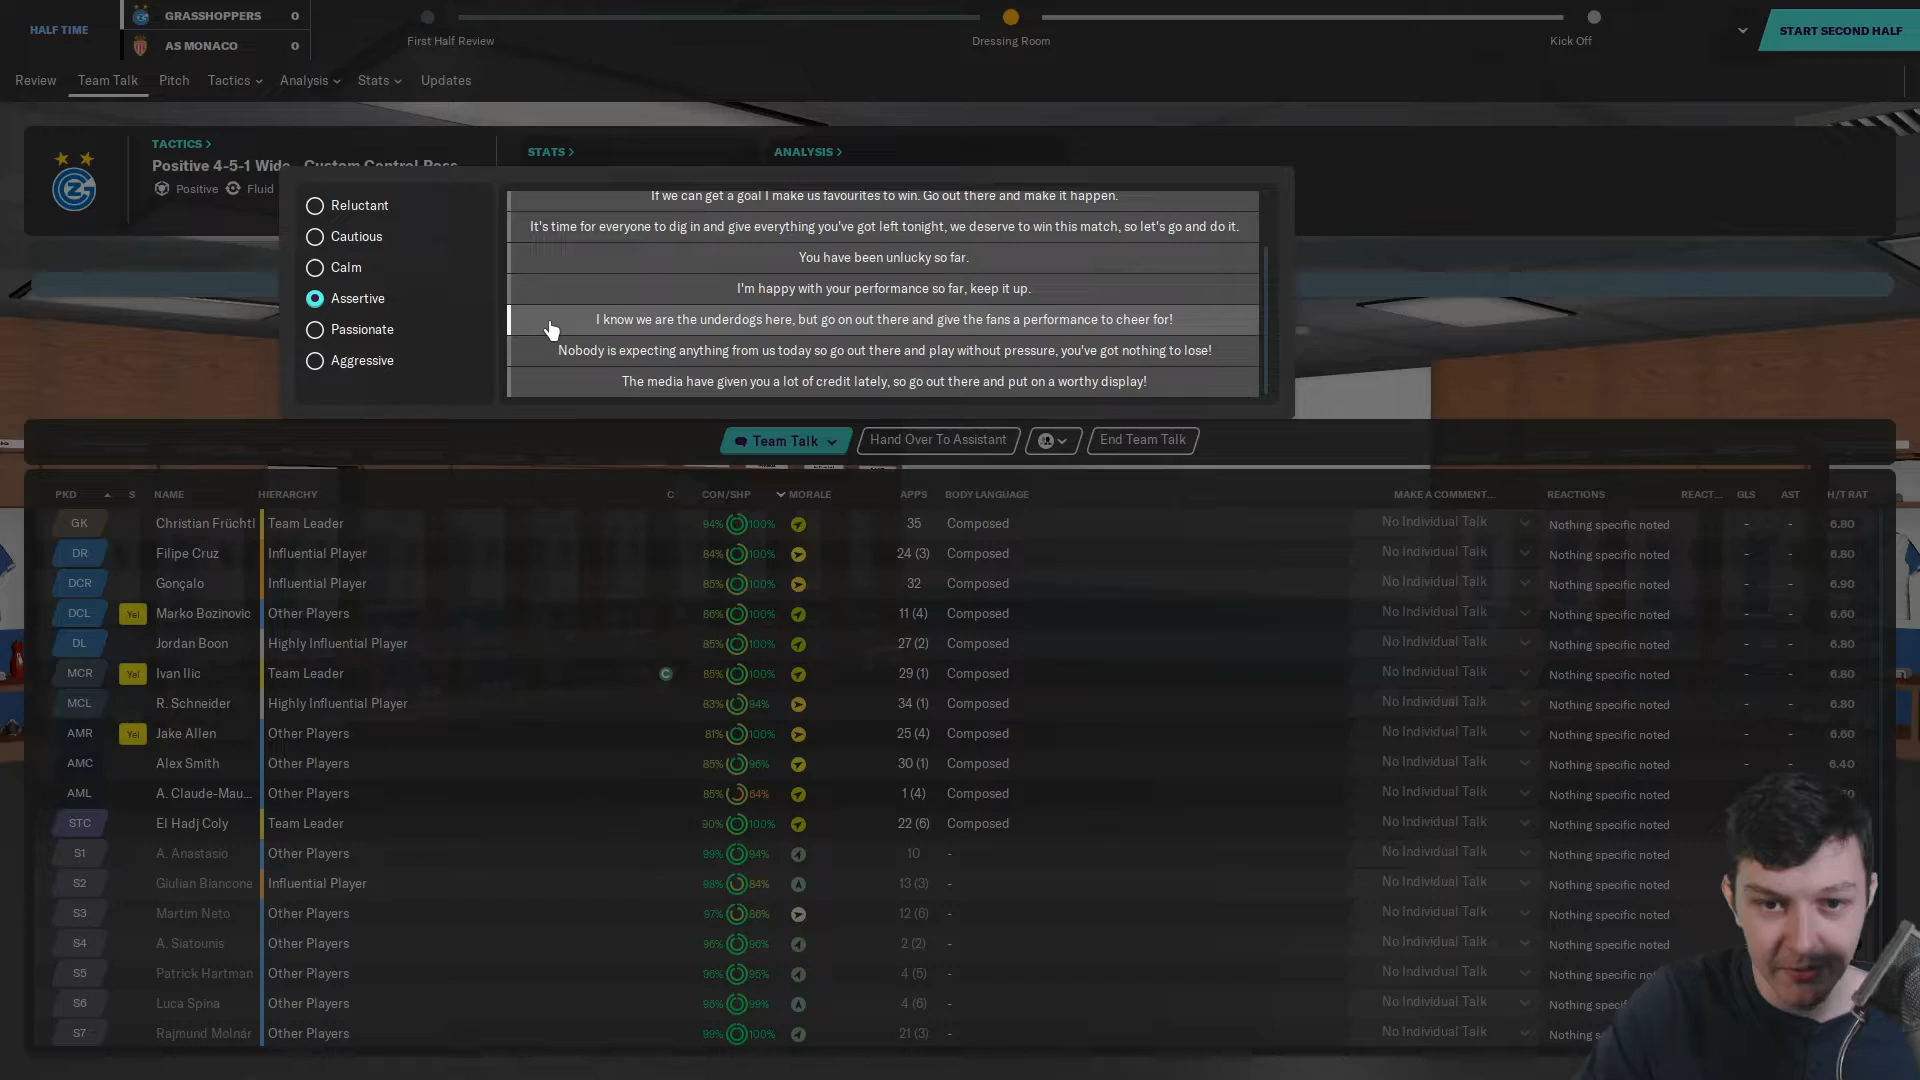 HALF TIME
GRASSHOPPERS 0
AS MONACO 0
First Half Review
Dressing Room
Kick Off
START SECOND HALF
Review Team Talk Pitch Tactics Analysis Stats Updates
TACTICS >
Positive 4-5-1 Wide
Positive Fluid
STATS >
ANALYSIS >
Reluctant
Cautious
Calm
Assertive
Passionate
Aggressive
If we can get a goal I make us favourites to win. Go out there and make it happen.
It's time for everyone to dig in and give everything you've got left tonight, we deserve to win this match, so let's go and do it.
You have been unlucky so far.
I'm happy with your performance so far, keep it up.
I know we are the underdogs here, but go on out there and give the fans a performance to cheer for!
Nobody is expecting anything from us today so go out there and play without pressure, you've got nothing to lose!
The media have given you a lot of credit lately, so go out there and put on a worthy display!
Team Talk Hand Over To Assistant End Team Talk
PKD S NAME HIERARCHY C CON/SHP MORALE APPS BODY LANGUAGE MAKE A COMMENT... REACTIONS REACT... GLS AST H/T RAT
GK Christian Früchtl Team Leader 94% 100% 35 Composed No Individual Talk Nothing specific noted - - 6.80
DR Filipe Cruz Influential Player 84% 100% 24 (3) Composed No Individual Talk Nothing specific noted - - 6.80
DCR Gonçalo Influential Player 85% 100% 32 Composed No Individual Talk Nothing specific noted - - 6.90
DCL Yel Marko Bozinovic Other Players 86% 100% 11 (4) Composed No Individual Talk Nothing specific noted - - 6.60
DL Jordan Boon Highly Influential Player 85% 100% 27 (2) Composed No Individual Talk Nothing specific noted - - 6.80
MCR Yel Ivan Ilic Team Leader C 85% 100% 29 (1) Composed No Individual Talk Nothing specific noted - - 6.80
MCL R. Schneider Highly Influential Player 83% 94% 34 (1) Composed No Individual Talk Nothing specific noted - - 6.80
AMR Yel Jake Allen Other Players 81% 100% 25 (4) Composed No Individual Talk Nothing specific noted - - 6.60
AMC Alex Smith Other Players 85% 96% 30 (1) Composed No Individual Talk Nothing specific noted - - 6.40
AML A. Claude-Mau... Other Players 85% 64% 1 (4) Composed No Individual Talk Nothing specific noted - -
STC El Hadj Coly Team Leader 90% 100% 22 (6) Composed No Individual Talk Nothing specific noted
S1 A. Anastasio Other Players 99% 94% 10 - No Individual Talk Nothing specific noted
S2 Giulian Biancone Influential Player 98% 84% 13 (3) - No Individual Talk Nothing specific noted
S3 Martim Neto Other Players 97% 86% 12 (6) - No Individual Talk Nothing specific noted
S4 A. Siatounis Other Players 96% 96% 2 (2) - No Individual Talk Nothing specific noted
S5 Patrick Hartman Other Players 96% 95% 4 (5) - No Individual Talk Nothing specific noted
S6 Luca Spina Other Players 96% 99% 4 (6) - No Individual Talk Nothing
S7 Rajmund Molnár Other Players 99% 100% 21 (3) - No Individual Talk Nothing